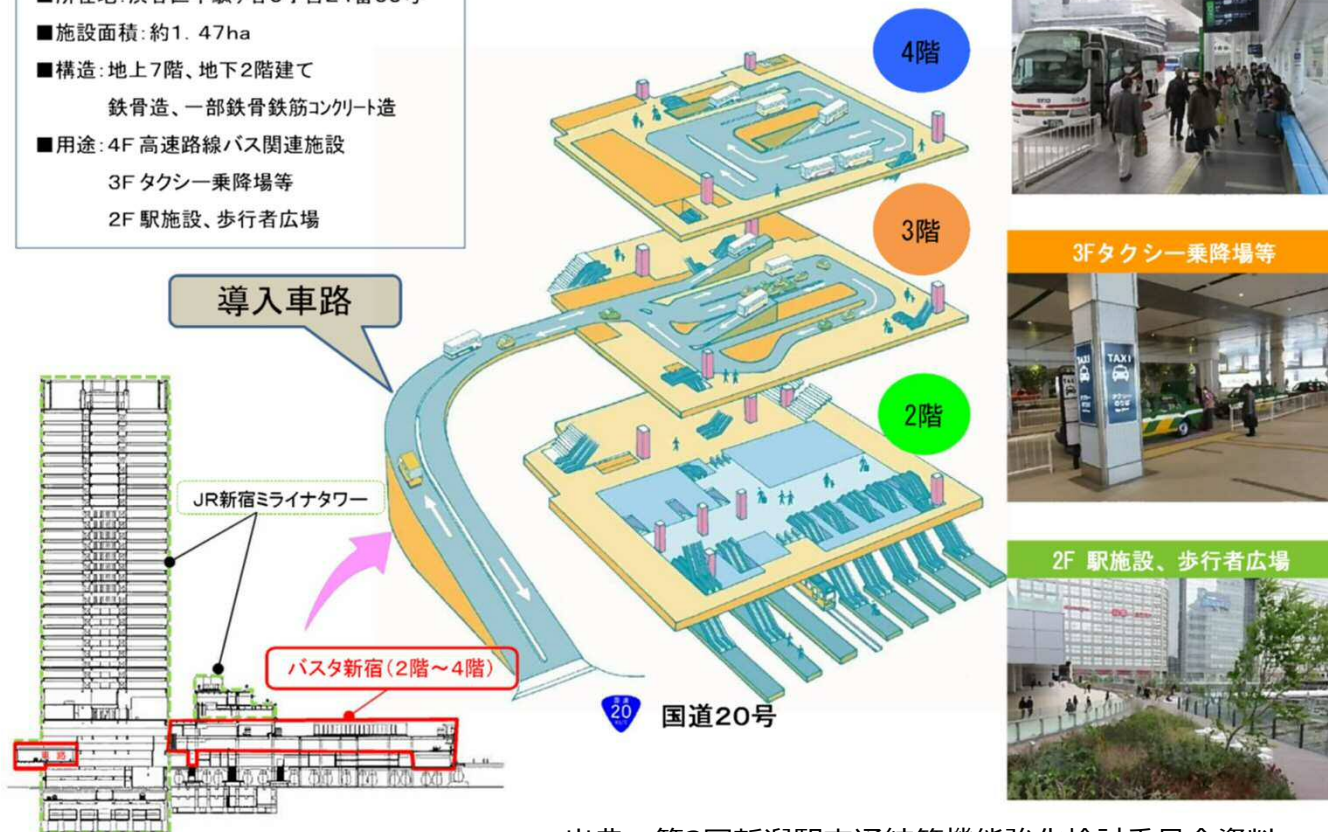 ■施設面積:約1.47ha
■構造:地上7階、地下2階建て
鉄骨造、一部鉄骨鉄筋コンクリート造
■用途:4F 高速路線バス関連施設
3F タクシー乗降場等
2F 駅施設、歩行者広場
導入車路
4階
3階
2階
3Fタクシー乗降場等
TAXI
TAXI
2F 駅施設、歩行者広場
JR新宿ミライナタワー
バスタ新宿(2階～4階)
車路
20
国道20号